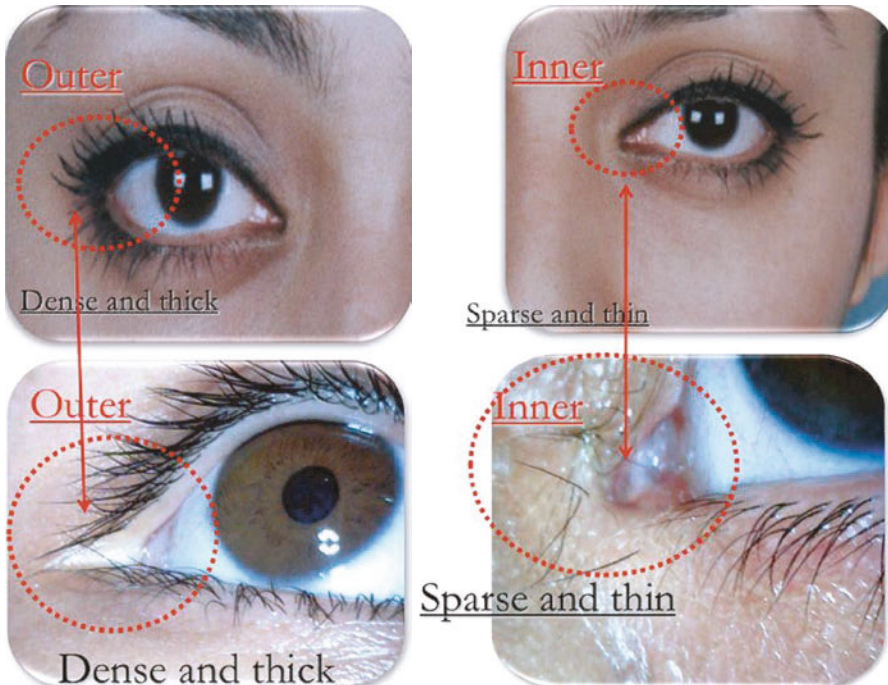 Outer
Dense and thick
Inner
Sparse and thin
Outer
Dense and thick
Inner
Sparse and thin